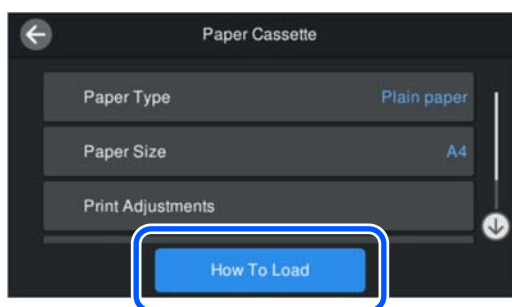 Paper Cassette
Paper Type Plain paper
Paper Size A4
Print Adjustments
How To Load